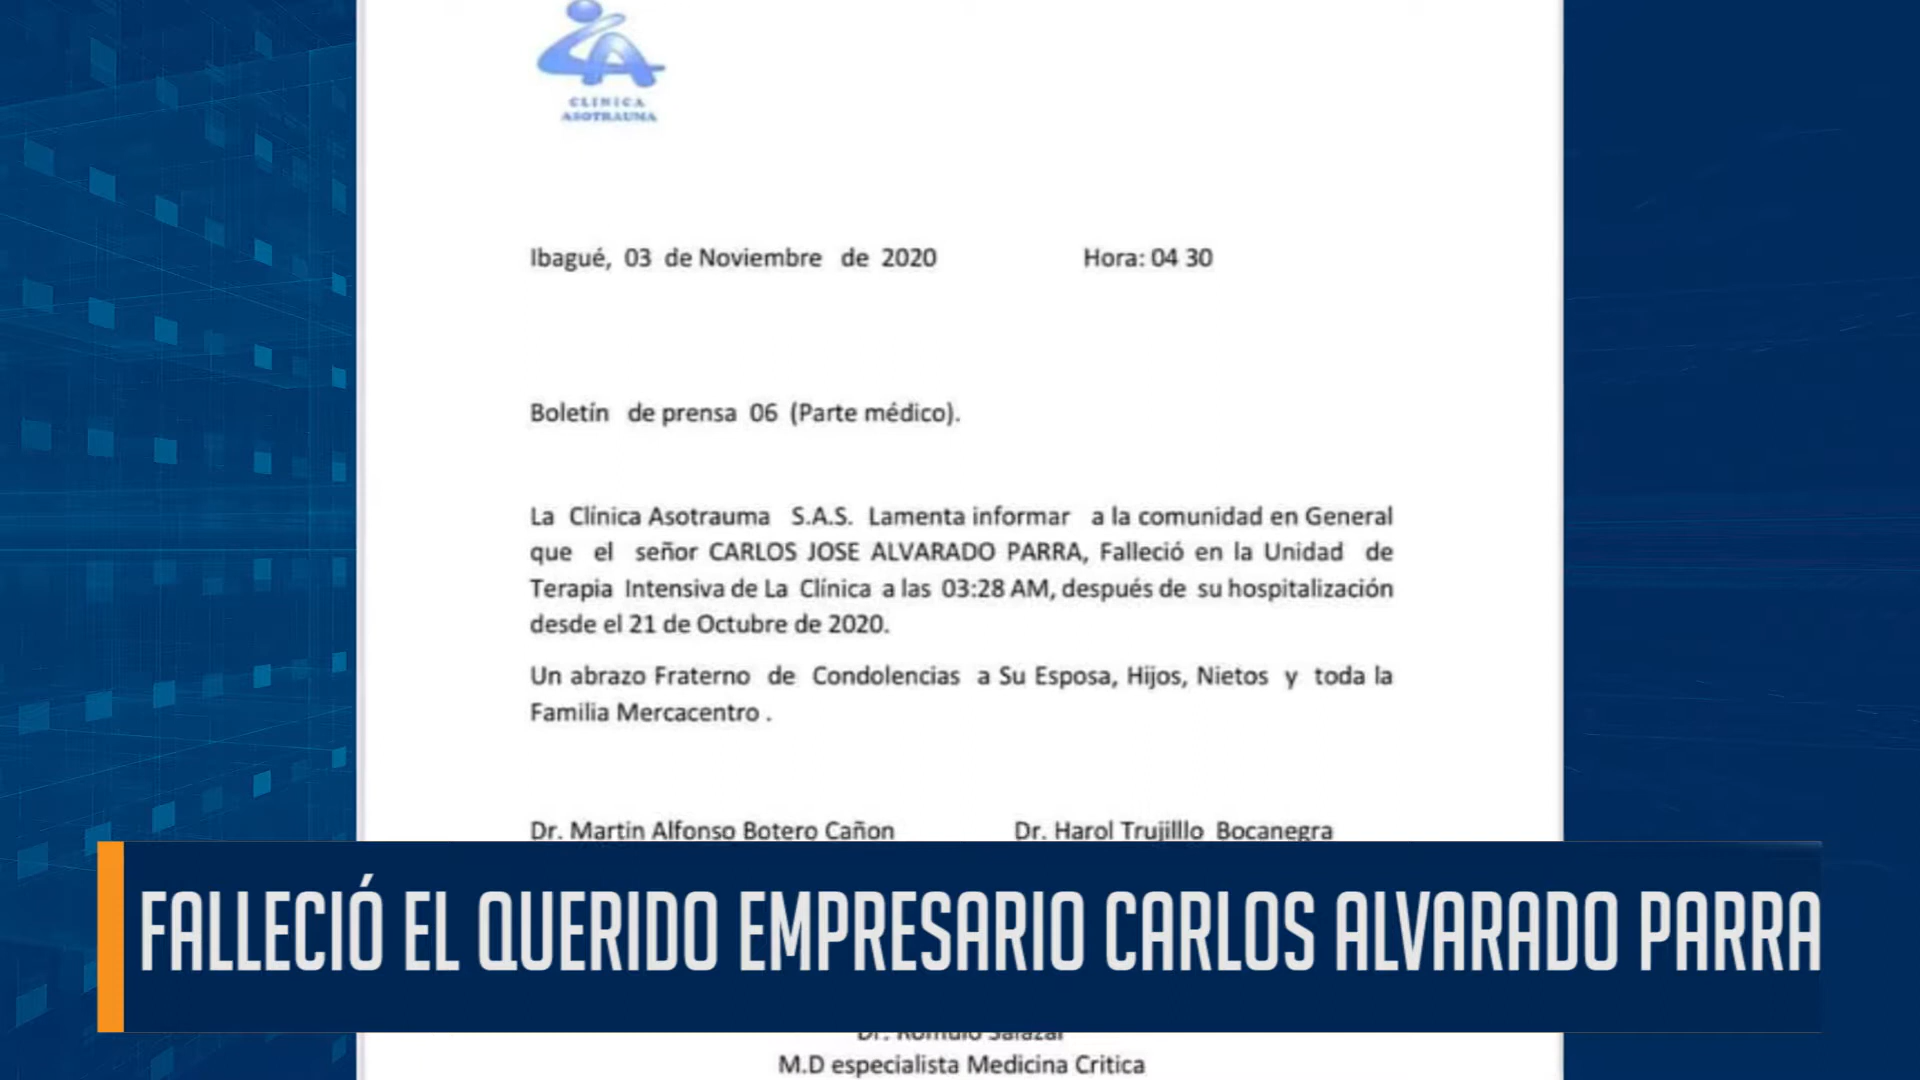 CLINICA
ASOTRAUMA
Ibagué, 03 de Noviembre de 2020 Hora: 04 30
Boletín de prensa 06 (Parte médico).
La Clínica Asotrauma S.A.S. Lamenta informar a la comunidad en General
que el señor CARLOS JOSE ALVARADO PARRA, Falleció en la Unidad de
Terapia Intensiva de La Clínica a las 03:28 AM, después de su hospitalización
desde el 21 de Octubre de 2020.
Un abrazo Fraterno de Condolencias a Su Esposa, Hijos, Nietos y toda la
Familia Mercacentro .
Dr. Martin Alfonso Botero Cañon Dr. Harol Trujilllo Bocanegra
FALLECIÓ EL QUERIDO EMPRESARIO CARLOS ALVARADO PARRA
Dr. Romulo Salazar
M.D especialista Medicina Critica